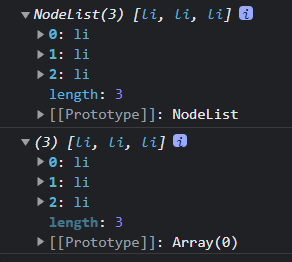 NodeList(3) [li, li, li] i
0: li
1: li
2: li
length: 3
[[Prototype]]: NodeList
(3) [li, li, li] i
0: li
1: li
2: li
length: 3
[[Prototype]]: Array(0)